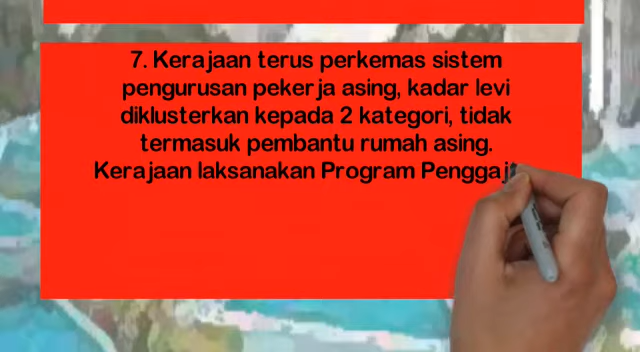 7. Kerajaan terus perkemas sistem
pengurusan pekerja asing, kadar levi
diklusterkan kepada 2 kategori, tidak
termasuk pembantu rumah asing.
Kerajaan laksanakan Program